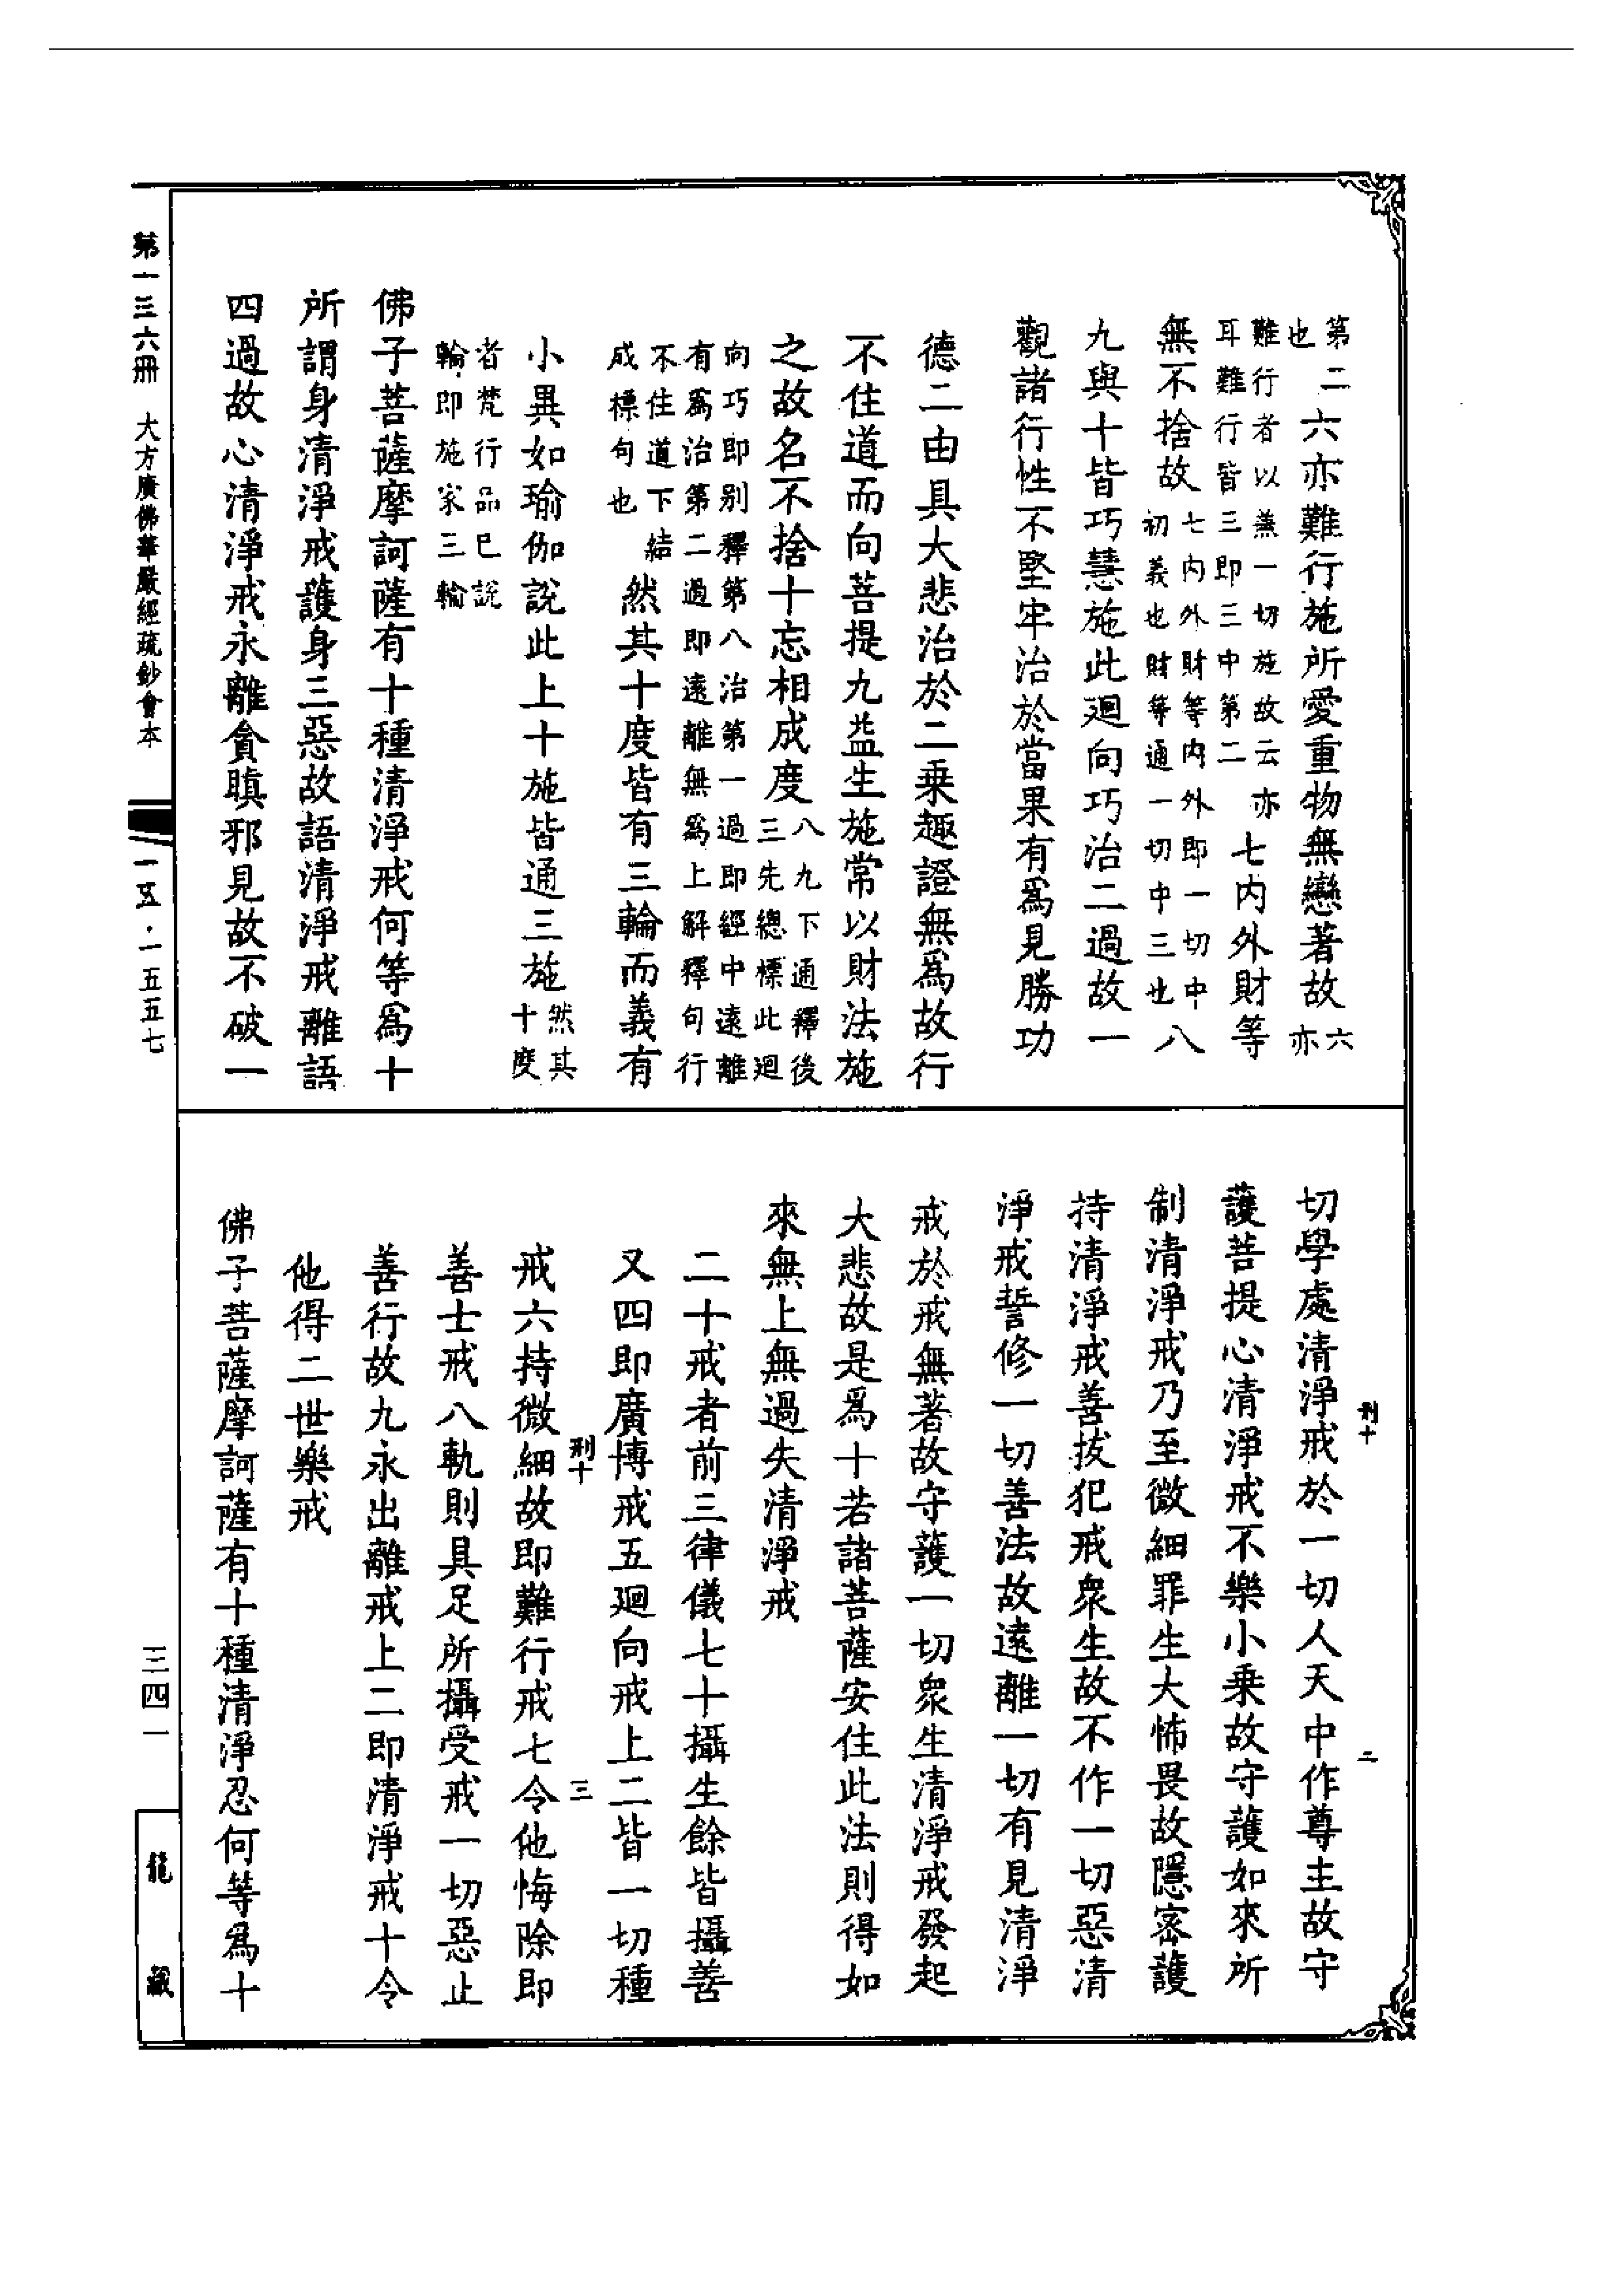 第二也六亦難行施所愛重物無戀著故六亦
難行者以兼一切施故云亦耳難行皆三即三中第二七内外財等
無不捨故七内外財等内外即一切中初義也財等通一切中三也八
九與十皆巧慧施此迴向巧治二過故一
觀諸行性不堅牢治於當果有爲見勝功
德二由具大悲治於二乗趣證無爲故行
不住道而向菩提九益生施常以財法施
之故名不捨十忘相成度八九下通釋後三先總標此迴
向巧即别釋第八治第一過即經中遠離有爲治第二過即遠離無爲上解釋句行
不住道下結成標句也然其十度皆有三輪而義有
小異如瑜伽説此上十施皆通三施然其十度
者梵行品已説輪即施家三輪
佛子菩薩摩訶薩有十種清淨戒何等爲十
所謂身清淨戒護身三惡故語清淨戒離語
四過故心清淨戒永離貪瞋邪見故不破一
切學處清淨戒於一切人天中作尊主故守
護菩提心清淨戒不樂小乗故守護如來所
制清淨戒乃至微細罪生大怖畏故隱密護
持清淨戒善拔犯戒衆生故不作一切惡清
淨戒誓修一切善法故遠離一切有見清淨
戒於戒無著故守護一切衆生清淨戒發起
大悲故是爲十若諸菩薩安住此法則得如
來無上無過失清淨戒
二十戒者前三律儀七十攝生餘皆攝善
又四即廣博戒五迴向戒上二皆一切種
戒六持微細故即難行戒七令他悔除即
善士戒八軌則具足所攝受戒一切惡止
善行故九永出離戒上二即清淨戒十令
他得二世樂戒
佛子菩薩摩訶薩有十種清淨忍何等爲十
刑十
二
刑十
三
第一三六册 大方廣佛華嚴經疏鈔會本
一五·一五五七
三四一
龍藏